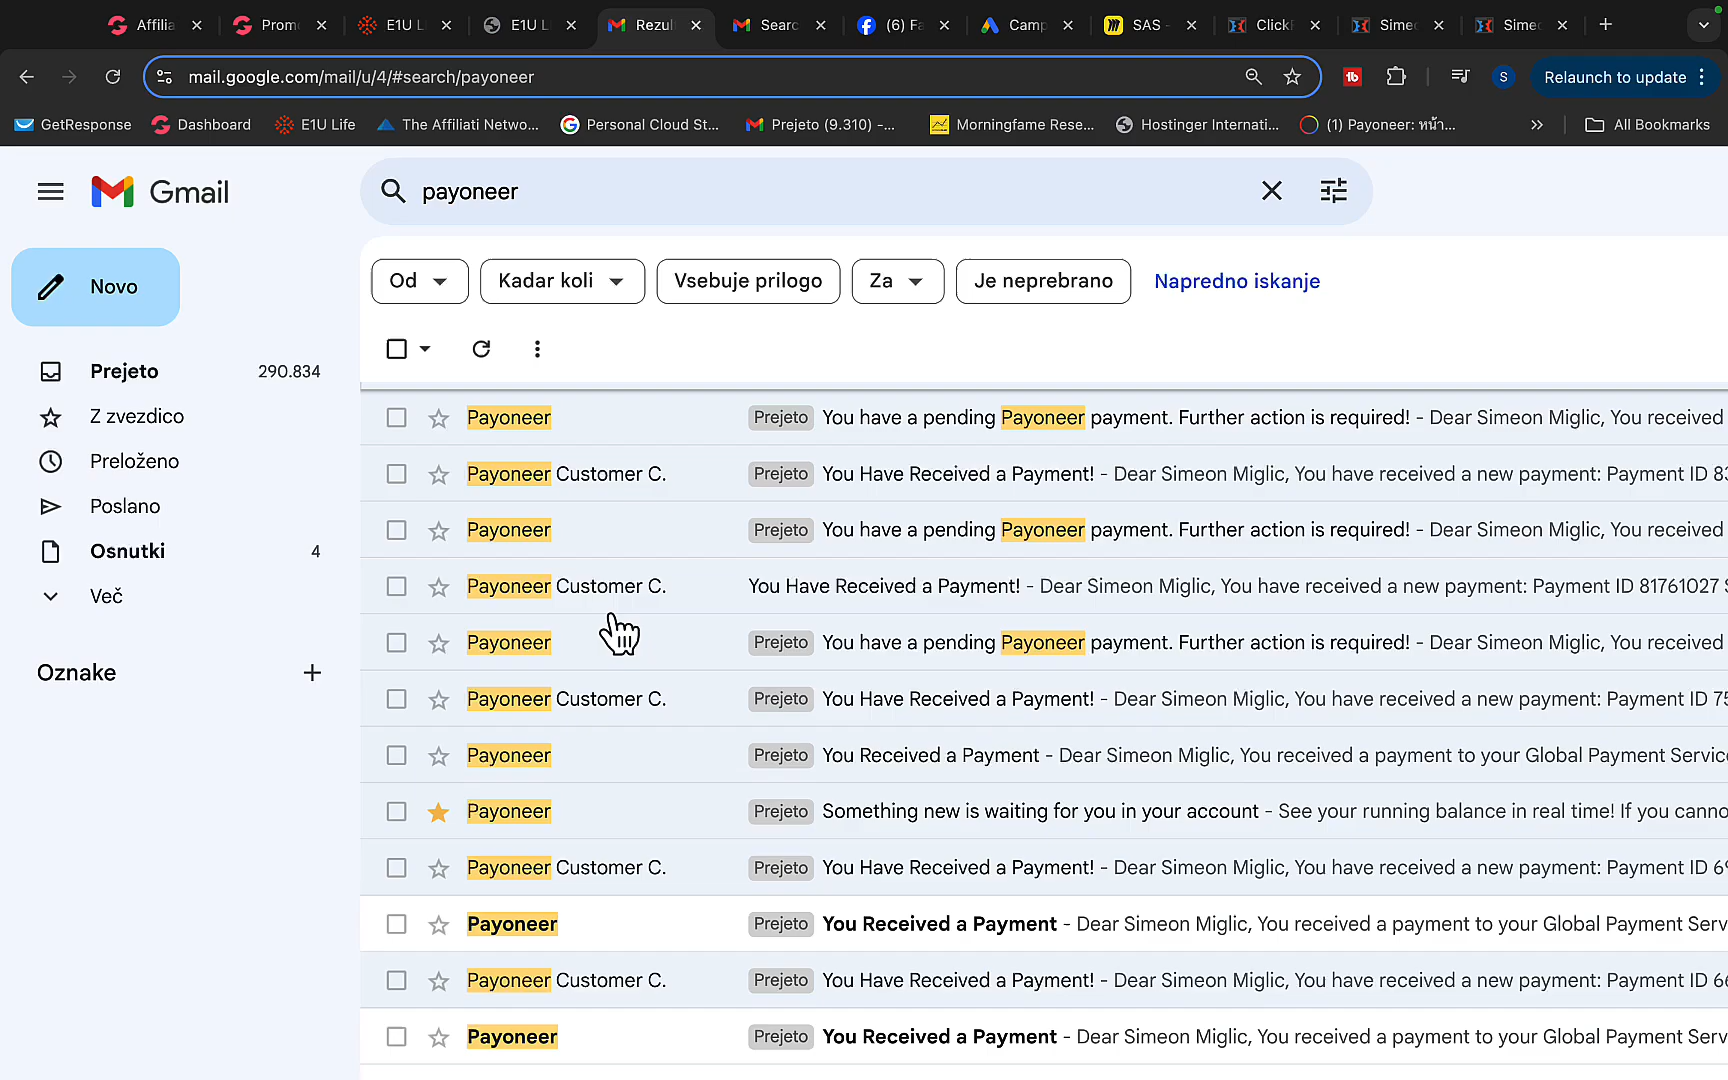 Affilia
Promo
E1U L
E1U L
Rezul
Searc
(6) Fa
Camp
SAS -
ClickF
Simeo
Simeo
mail.google.com/mail/u/4/#search/payoneer
S
Relaunch to update
GetResponse
Dashboard
E1U Life
The Affiliati Netwo...
Personal Cloud St...
Prejeto (9.310) -...
Morningfame Rese...
Hostinger Internati...
(1) Payoneer: หน้า...
All Bookmarks
Gmail
payoneer
Novo
Od
Kadar koli
Vsebuje prilogo
Za
Je neprebrano
Napredno iskanje
Prejeto 290.834
Z zvezdico
Preloženo
Poslano
Osnutki 4
Več
Oznake
Payoneer Prejeto You have a pending Payoneer payment. Further action is required! - Dear Simeon Miglic, You received
Payoneer Customer C. Prejeto You Have Received a Payment! - Dear Simeon Miglic, You have received a new payment: Payment ID 83
Payoneer Prejeto You have a pending Payoneer payment. Further action is required! - Dear Simeon Miglic, You received
Payoneer Customer C. You Have Received a Payment! - Dear Simeon Miglic, You have received a new payment: Payment ID 81761027 S
Payoneer Prejeto You have a pending Payoneer payment. Further action is required! - Dear Simeon Miglic, You received
Payoneer Customer C. Prejeto You Have Received a Payment! - Dear Simeon Miglic, You have received a new payment: Payment ID 75
Payoneer Prejeto You Received a Payment - Dear Simeon Miglic, You received a payment to your Global Payment Servic
Payoneer Prejeto Something new is waiting for you in your account - See your running balance in real time! If you canno
Payoneer Customer C. Prejeto You Have Received a Payment! - Dear Simeon Miglic, You have received a new payment: Payment ID 69
Payoneer Prejeto You Received a Payment - Dear Simeon Miglic, You received a payment to your Global Payment Serv
Payoneer Customer C. Prejeto You Have Received a Payment! - Dear Simeon Miglic, You have received a new payment: Payment ID 66
Payoneer Prejeto You Received a Payment - Dear Simeon Miglic, You received a payment to your Global Payment Serv